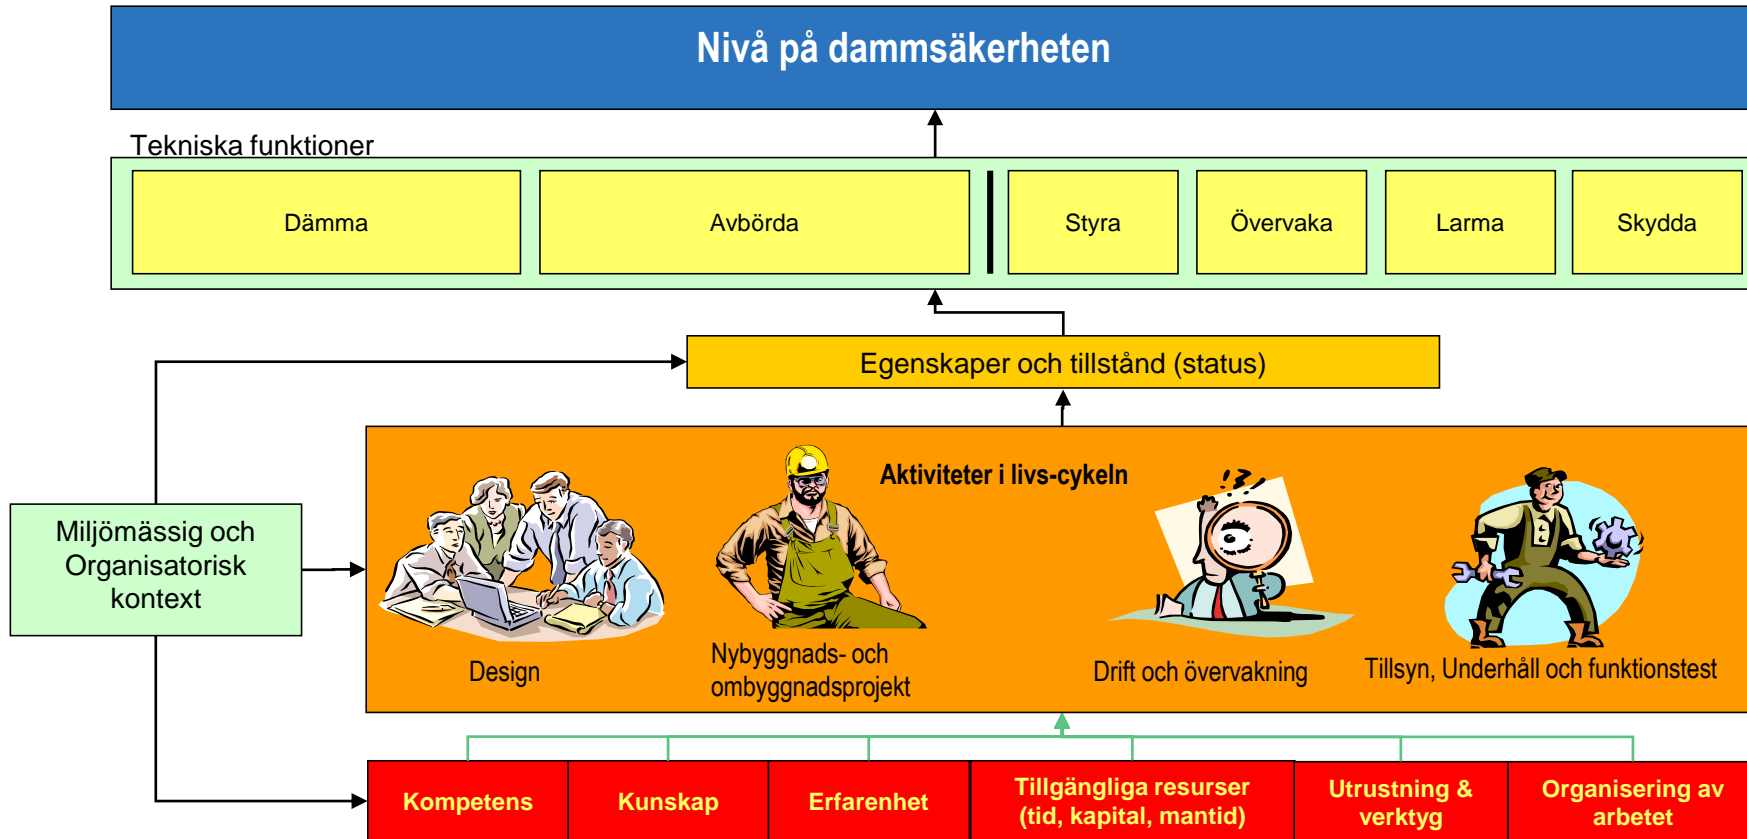 Nivå på dammsäkerheten
Tekniska funktioner
Dämma
Avbörda
Styra
Övervaka
Larma
Skydda
Egenskaper och tillstånd (status)
Aktiviteter i livs-cykeln
Miljömässig och
Organisatorisk
kontext
Design
Nybyggnads- och
ombyggnadsprojekt
Drift och övervakning
Tillsyn, Underhåll och funktionstest
Kompetens
Kunskap
Erfarenhet
Tillgängliga resurser
(tid, kapital, mantid)
Utrustning &
verktyg
Organisering av
arbetet